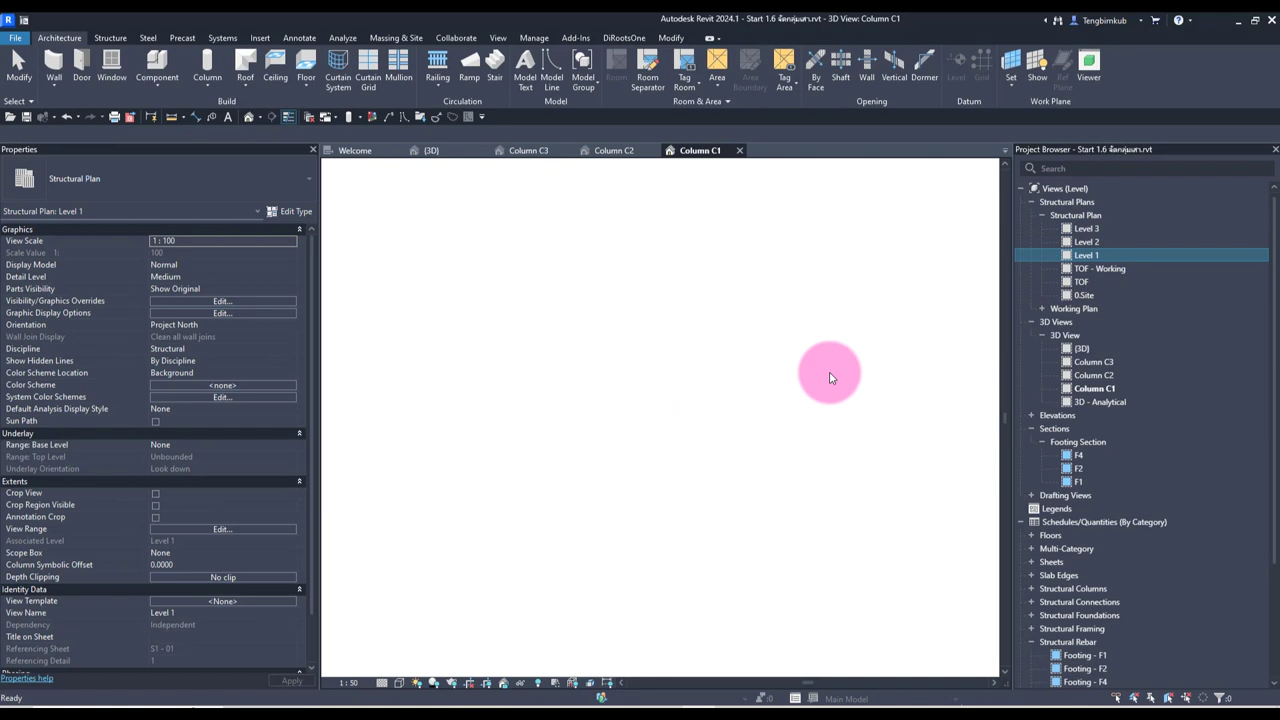 Autodesk Revit 2024.1 - Start 1.6 จัดกลุ่มเสา.rvt - 3D View: Column C1
Tengbimkub
File Architecture Structure Steel Precast Systems Insert Annotate Analyze Massing & Site Collaborate View Manage Add-Ins DiRootsOne Modify
Modify Wall Door Window Component Column Roof Ceiling Floor Curtain System Curtain Grid Mullion Railing Ramp Stair Model Text Model Line Model Group Room Room Separator Tag Room Area Area Boundary Tag Area By Face Shaft Wall Vertical Dormer Level Grid Set Show Ref Plane Viewer
Select Build Circulation Model Room & Area Opening Datum Work Plane
Properties
Structural Plan
Structural Plan: Level 1 Edit Type
Graphics
View Scale 1 : 100
Scale Value 1: 100
Display Model Normal
Detail Level Medium
Parts Visibility Show Original
Visibility/Graphics Overrides Edit...
Graphic Display Options Edit...
Orientation Project North
Wall Join Display Clean all wall joins
Discipline Structural
Show Hidden Lines By Discipline
Color Scheme Location Background
Color Scheme <none>
System Color Schemes Edit...
Default Analysis Display Style None
Sun Path
Underlay
Range: Base Level None
Range: Top Level Unbounded
Underlay Orientation Look down
Extents
Crop View
Crop Region Visible
Annotation Crop
View Range Edit...
Associated Level Level 1
Scope Box None
Column Symbolic Offset 0.0000
Depth Clipping No clip
Identity Data
View Template <None>
View Name Level 1
Dependency Independent
Title on Sheet
Referencing Sheet S1 - 01
Referencing Detail 1
Properties help Apply
Welcome {3D} Column C3 Column C2 Column C1
1 : 50
Project Browser - Start 1.6 จัดกลุ่มเสา.rvt
Search
Views (Level)
Structural Plans
Structural Plan
Level 3
Level 2
Level 1
TOF - Working
TOF
0.Site
Working Plan
3D Views
3D View
{3D}
Column C3
Column C2
Column C1
3D - Analytical
Elevations
Sections
Footing Section
F4
F2
F1
Drafting Views
Legends
Schedules/Quantities (By Category)
Floors
Multi-Category
Sheets
Slab Edges
Structural Columns
Structural Connections
Structural Foundations
Structural Framing
Structural Rebar
Footing - F1
Footing - F2
Footing - F4
Ready :0 Main Model :0